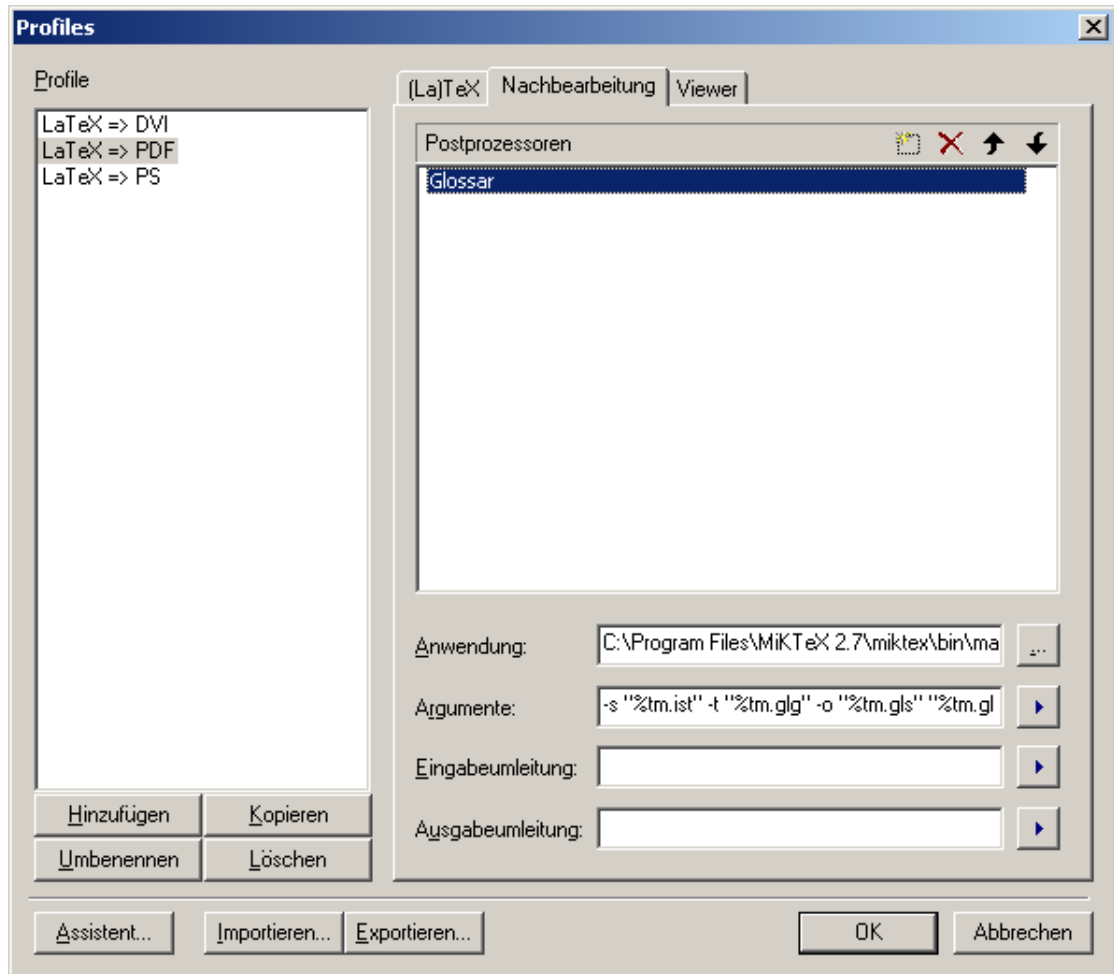 Profiles
Profile
LaTeX => DVI
LaTeX => PDF
LaTeX => PS
Hinzufügen Kopieren
Umbenennen Löschen
(La)TeX Nachbearbeitung Viewer
Postprozessoren
Glossar
Anwendung: C:\Program Files\MiKTeX 2.7\miktex\bin\ma ...
Argumente: -s "%tm.ist" -t "%tm.glg" -o "%tm.gls" "%tm.gl
Eingabeumleitung:
Ausgabeumleitung:
Assistent... Importieren... Exportieren... OK Abbrechen